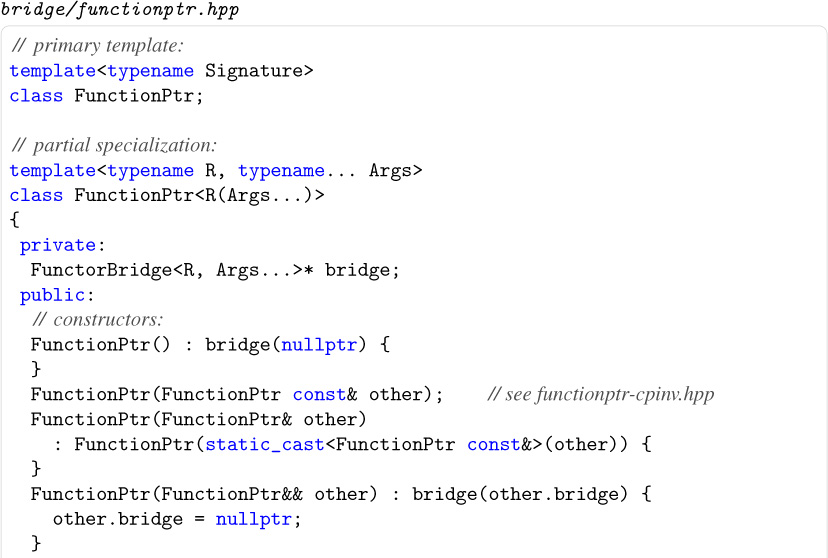 bridge/functionptr.hpp
// primary template:
template<typename Signature>
class FunctionPtr;
// partial specialization:
template<typename R, typename... Args>
class FunctionPtr<R(Args...)>
{
private:
FunctorBridge<R, Args...>* bridge;
public:
// constructors:
FunctionPtr() : bridge(nullptr) {
}
FunctionPtr(FunctionPtr const& other); // see functionptr-cpinv.hpp
FunctionPtr(FunctionPtr& other)
: FunctionPtr(static_cast<FunctionPtr const&>(other)) {
}
FunctionPtr(FunctionPtr&& other) : bridge(other.bridge) {
other.bridge = nullptr;
}